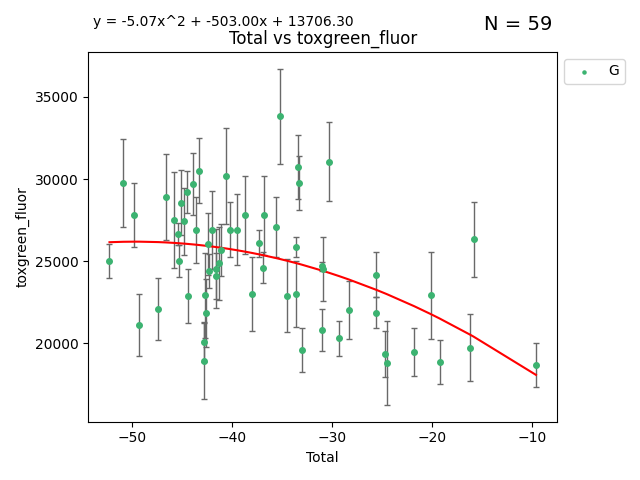 y = -5.07x^2 + -503.00x + 13706.30
N = 59
Total vs toxgreen_fluor
G
35000
30000
25000
20000
toxgreen_fluor
−50
−40
−30
−20
−10
Total